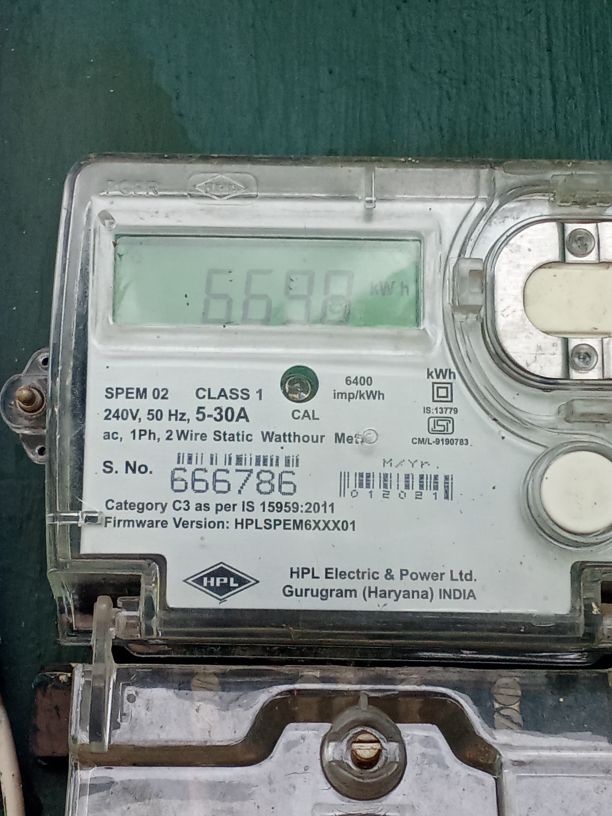 HPL
6698 kWh
SPEM 02 CLASS 1
240V, 50 Hz, 5-30A
CAL
6400
imp/kWh
kWh
IS:13779
CM/L-9190783
ac, 1Ph, 2 Wire Static Watthour
S. No. 666786
M/Yr.
012021
Category C3 as per IS 15959:2011
Firmware Version: HPLSPEM6XXX01
HPL
HPL Electric & Power Ltd.
Gurugram (Haryana) INDIA